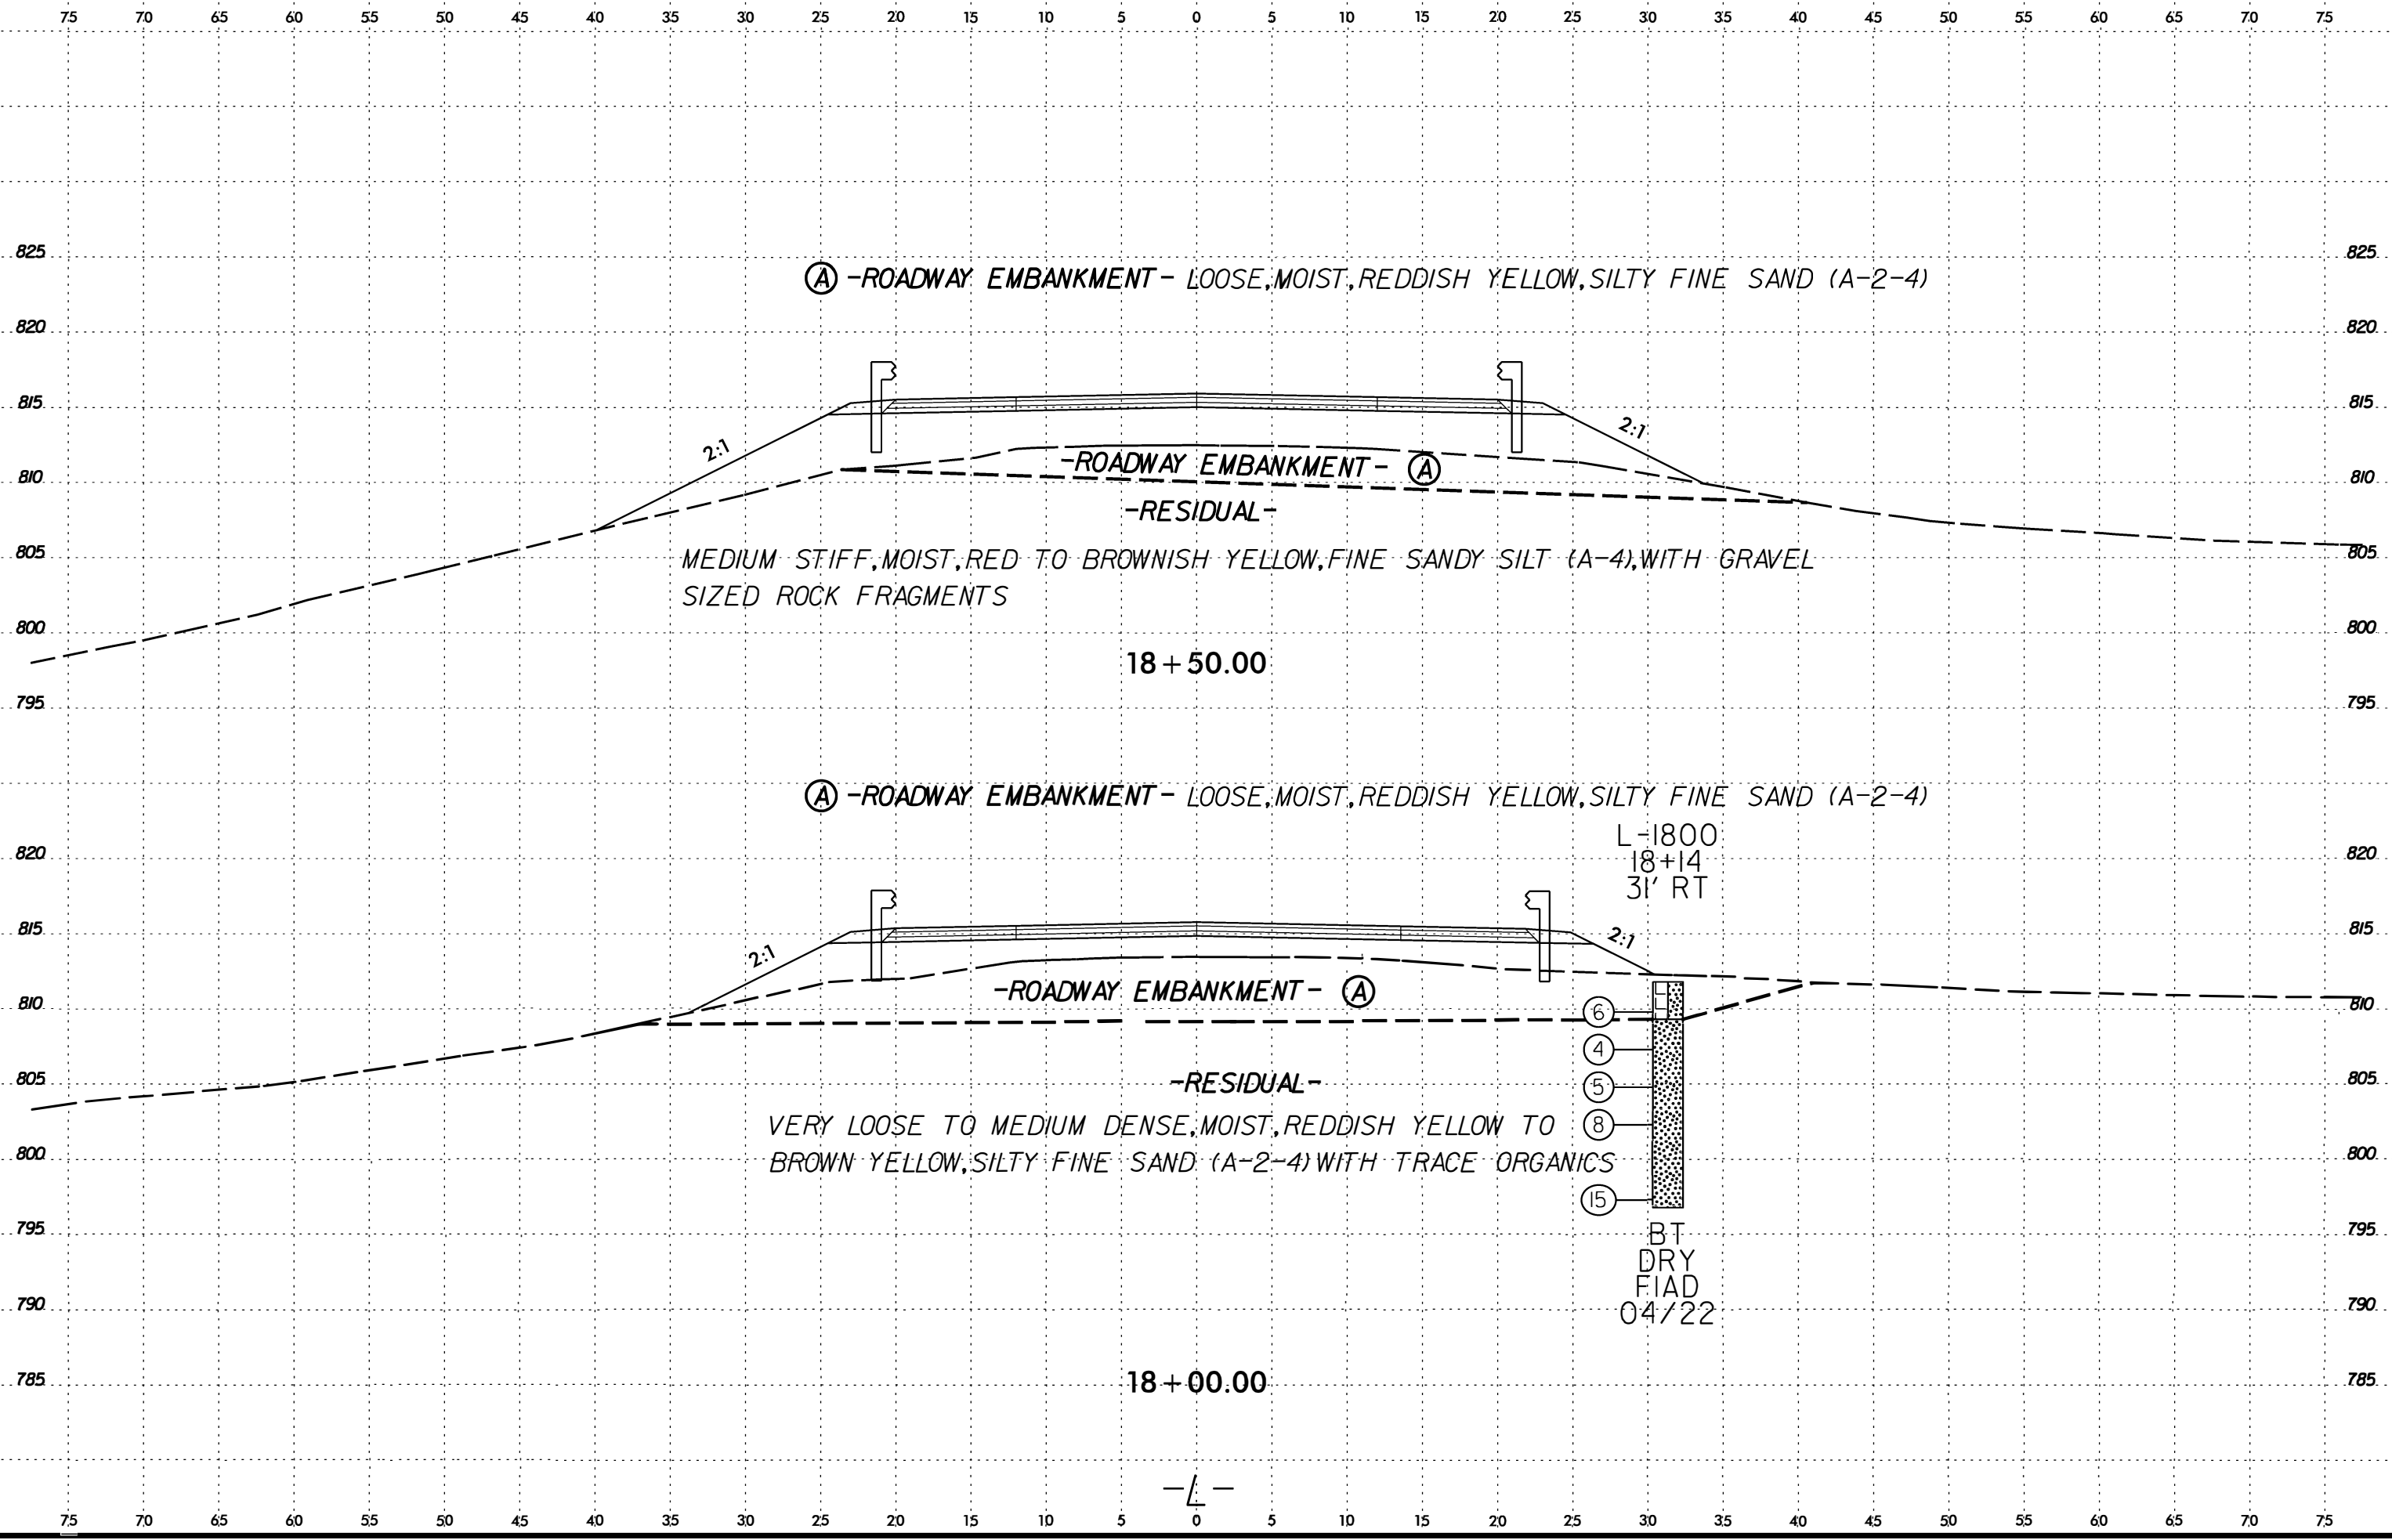 75 70 65 60 55 50 45 40 35 30 25 20 15 10 5 0 5 10 15 20 25 30 35 40 45 50 55 60 65 70 75
825 825
Ⓐ -ROADWAY EMBANKMENT- LOOSE, MOIST, REDDISH YELLOW, SILTY FINE SAND (A-2-4)
820 820
815 815
2:1 2:1
-ROADWAY EMBANKMENT- Ⓐ
810 810
-RESIDUAL-
805 805
MEDIUM STIFF, MOIST, RED TO BROWNISH YELLOW, FINE SANDY SILT (A-4), WITH GRAVEL
SIZED ROCK FRAGMENTS
800 800
18+50.00
795 795
Ⓐ -ROADWAY EMBANKMENT- LOOSE, MOIST, REDDISH YELLOW, SILTY FINE SAND (A-2-4)
L-1800
820 18+14 820
31' RT
815 815
2:1 2:1
-ROADWAY EMBANKMENT- Ⓐ
810 810
6
4
805 -RESIDUAL- 5 805
VERY LOOSE TO MEDIUM DENSE, MOIST, REDDISH YELLOW TO
8
800 800
BROWN YELLOW, SILTY FINE SAND (A-2-4) WITH TRACE ORGANICS
15
795 795
BT
DRY
FIAD
790 790
04/22
785 18+00.00 785
-L-
75 70 65 60 55 50 45 40 35 30 25 20 15 10 5 0 5 10 15 20 25 30 35 40 45 50 55 60 65 70 75